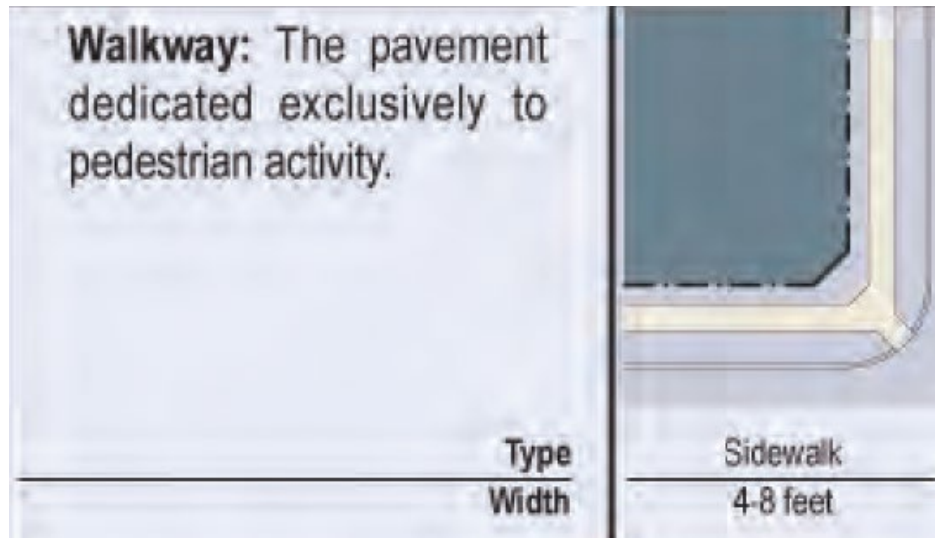 Walkway: The pavement
dedicated exclusively to
pedestrian activity.
Type Sidewalk
Width 4-8 feet